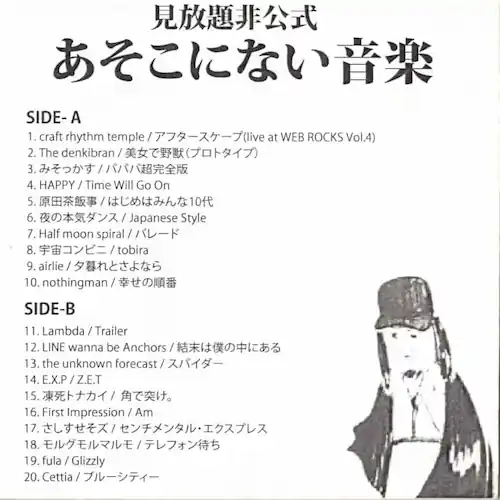 見放題非公式
あそこにない音楽
SIDE- A
1. craft rhythm temple / アフタースケープ(live at WEB ROCKS Vol.4)
2. The denkibran / 美女で野獣(プロトタイプ)
3. みそっかす / パパパ超完全版
4. HAPPY / Time Will Go On
5. 原田茶飯事 / はじめはみんな10代
6. 夜の本気ダンス / Japanese Style
7. Half moon spiral / パレード
8. 宇宙コンビニ / tobira
9. airlie / 夕暮れとさよなら
10. nothingman / 幸せの順番
SIDE-B
11. Lambda / Trailer
12. LINE wanna be Anchors / 結末は僕の中にある
13. the unknown forecast / スパイダー
14. E.X.P / Z.E.T
15. 凍死トナカイ / 角で突け。
16. First Impression / Am
17. さしすせそズ / センチメンタル・エクスプレス
18. モルグモルマルモ / テレフォン待ち
19. fula / Glizzly
20. Cettia / ブルーシティー